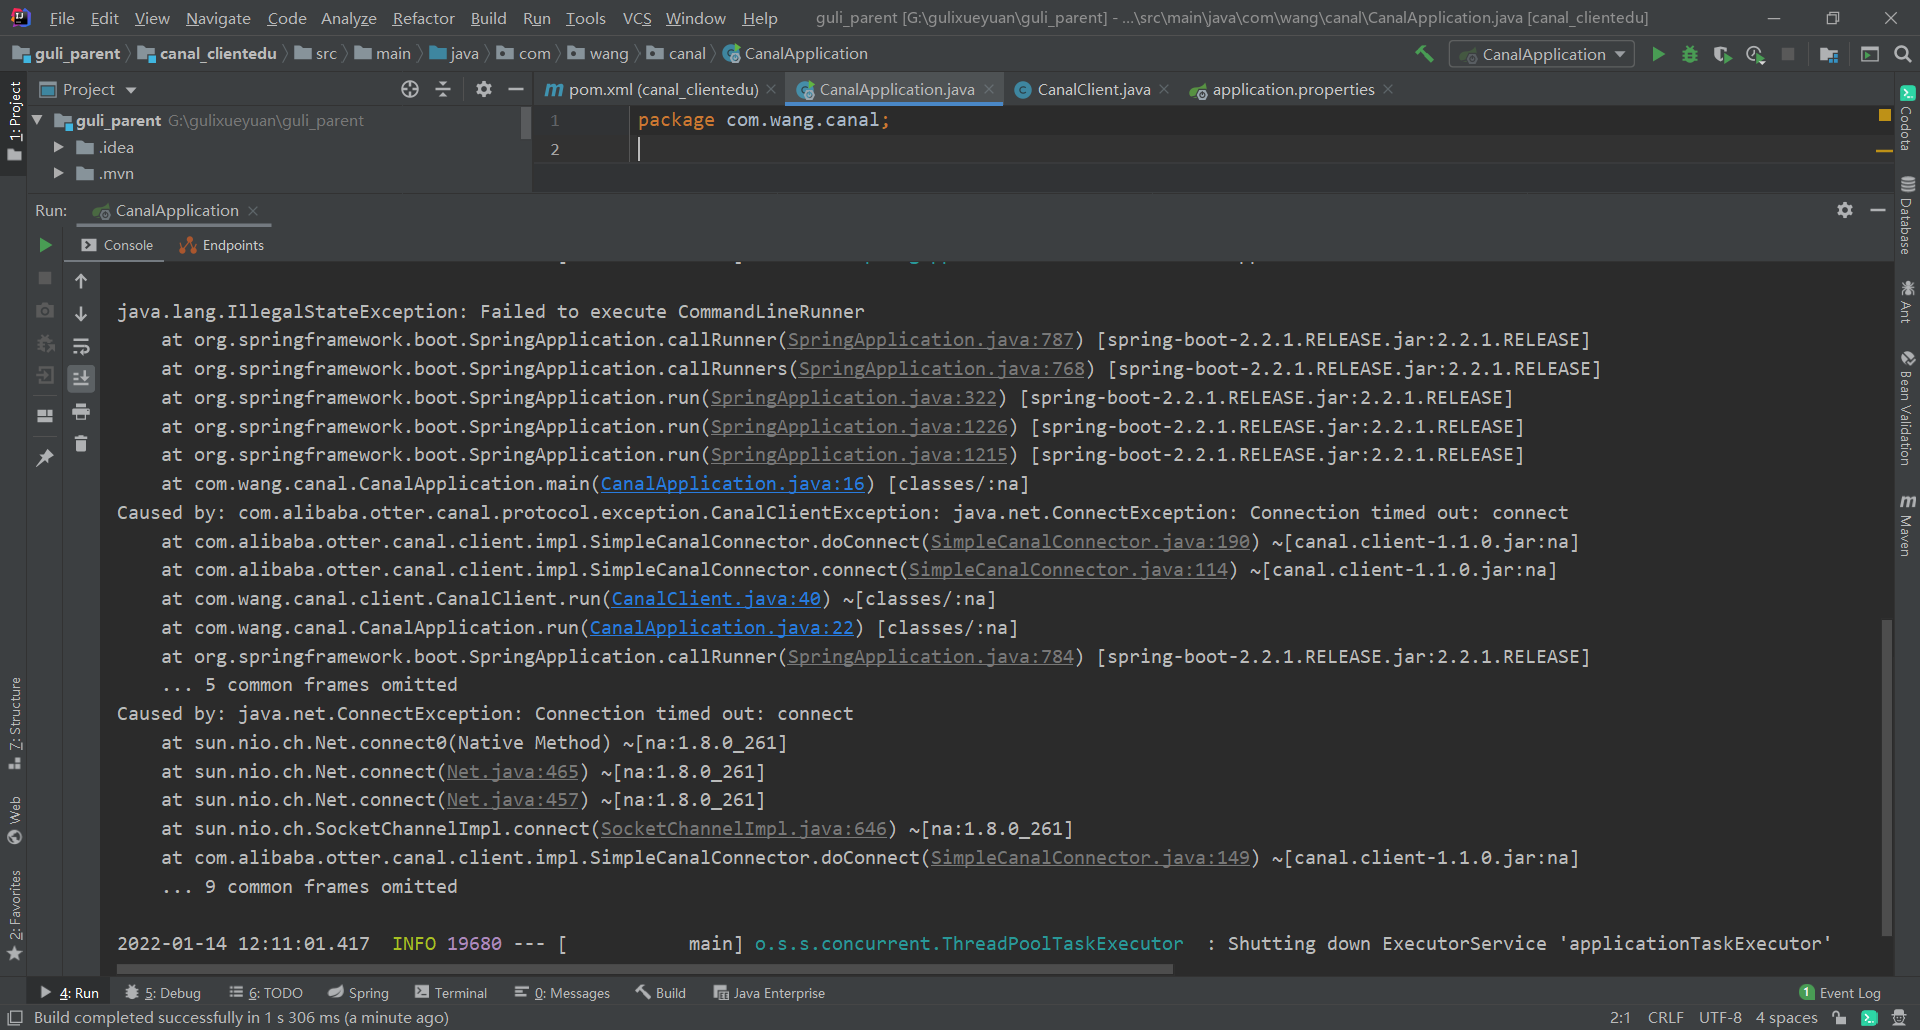 File Edit View Navigate Code Analyze Refactor Build Run Tools VCS Window Help guli_parent [G:\gulixueyuan\guli_parent] - ...\src\main\java\com\wang\canal\CanalApplication.java [canal_clientedu]
guli_parent canal_clientedu src main java com wang canal CanalApplication CanalApplication
Project pom.xml (canal_clientedu) CanalApplication.java CanalClient.java application.properties
guli_parent G:\gulixueyuan\guli_parent
.idea
.mvn
1 package com.wang.canal;
2
Run: CanalApplication
Console Endpoints
java.lang.IllegalStateException: Failed to execute CommandLineRunner
at org.springframework.boot.SpringApplication.callRunner(SpringApplication.java:787) [spring-boot-2.2.1.RELEASE.jar:2.2.1.RELEASE]
at org.springframework.boot.SpringApplication.callRunners(SpringApplication.java:768) [spring-boot-2.2.1.RELEASE.jar:2.2.1.RELEASE]
at org.springframework.boot.SpringApplication.run(SpringApplication.java:322) [spring-boot-2.2.1.RELEASE.jar:2.2.1.RELEASE]
at org.springframework.boot.SpringApplication.run(SpringApplication.java:1226) [spring-boot-2.2.1.RELEASE.jar:2.2.1.RELEASE]
at org.springframework.boot.SpringApplication.run(SpringApplication.java:1215) [spring-boot-2.2.1.RELEASE.jar:2.2.1.RELEASE]
at com.wang.canal.CanalApplication.main(CanalApplication.java:16) [classes/:na]
Caused by: com.alibaba.otter.canal.protocol.exception.CanalClientException: java.net.ConnectException: Connection timed out: connect
at com.alibaba.otter.canal.client.impl.SimpleCanalConnector.doConnect(SimpleCanalConnector.java:190) ~[canal.client-1.1.0.jar:na]
at com.alibaba.otter.canal.client.impl.SimpleCanalConnector.connect(SimpleCanalConnector.java:114) ~[canal.client-1.1.0.jar:na]
at com.wang.canal.client.CanalClient.run(CanalClient.java:40) ~[classes/:na]
at com.wang.canal.CanalApplication.run(CanalApplication.java:22) [classes/:na]
at org.springframework.boot.SpringApplication.callRunner(SpringApplication.java:784) [spring-boot-2.2.1.RELEASE.jar:2.2.1.RELEASE]
... 5 common frames omitted
Caused by: java.net.ConnectException: Connection timed out: connect
at sun.nio.ch.Net.connect0(Native Method) ~[na:1.8.0_261]
at sun.nio.ch.Net.connect(Net.java:465) ~[na:1.8.0_261]
at sun.nio.ch.Net.connect(Net.java:457) ~[na:1.8.0_261]
at sun.nio.ch.SocketChannelImpl.connect(SocketChannelImpl.java:646) ~[na:1.8.0_261]
at com.alibaba.otter.canal.client.impl.SimpleCanalConnector.doConnect(SimpleCanalConnector.java:149) ~[canal.client-1.1.0.jar:na]
... 9 common frames omitted
2022-01-14 12:11:01.417 INFO 19680 --- [ main] o.s.s.concurrent.ThreadPoolTaskExecutor : Shutting down ExecutorService 'applicationTaskExecutor'
4: Run 5: Debug 6: TODO Spring Terminal 0: Messages Build Java Enterprise 1 Event Log
Build completed successfully in 1 s 306 ms (a minute ago) 2:1 CRLF UTF-8 4 spaces
1: Project
7: Structure
Web
2: Favorites
Codota
Database
Ant
Bean Validation
Maven